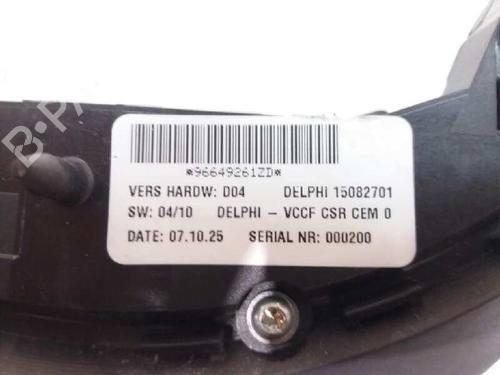 *96649261ZD*
VERS HARDW: D04 DELPHI 15082701
SW: 04/10 DELPHI - VCCF CSR CEM 0
DATE: 07.10.25 SERIAL NR: 000200